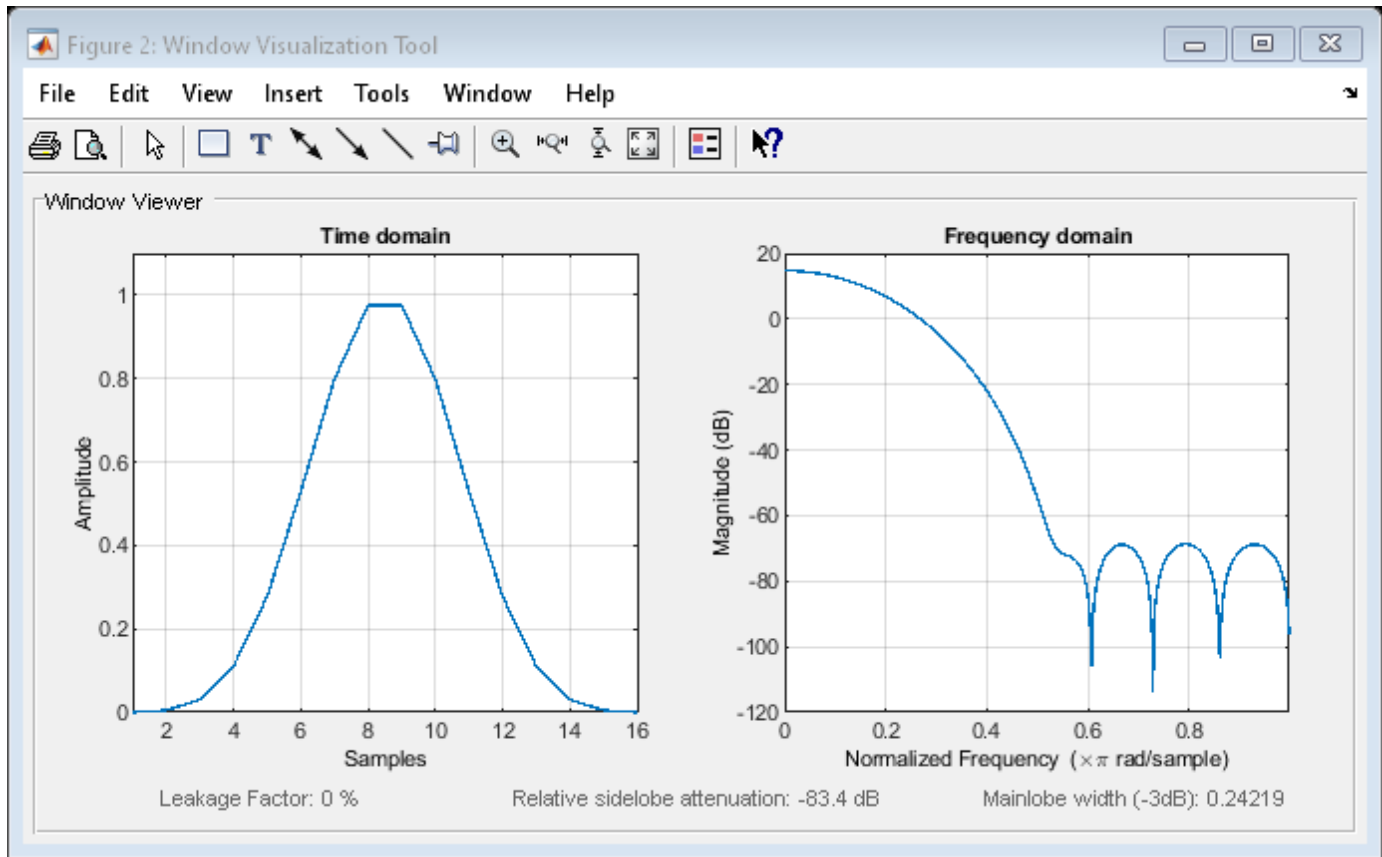 Figure 2: Window Visualization Tool
File Edit View Insert Tools Window Help
T
Window Viewer
Time domain
1
0.8
0.6
0.4
0.2
0
2 4 6 8 10 12 14 16
Amplitude
Samples
Frequency domain
20
0
-20
-40
-60
-80
-100
-120
0 0.2 0.4 0.6 0.8
Magnitude (dB)
Normalized Frequency (×π rad/sample)
Leakage Factor: 0 % Relative sidelobe attenuation: -83.4 dB Mainlobe width (-3dB): 0.24219